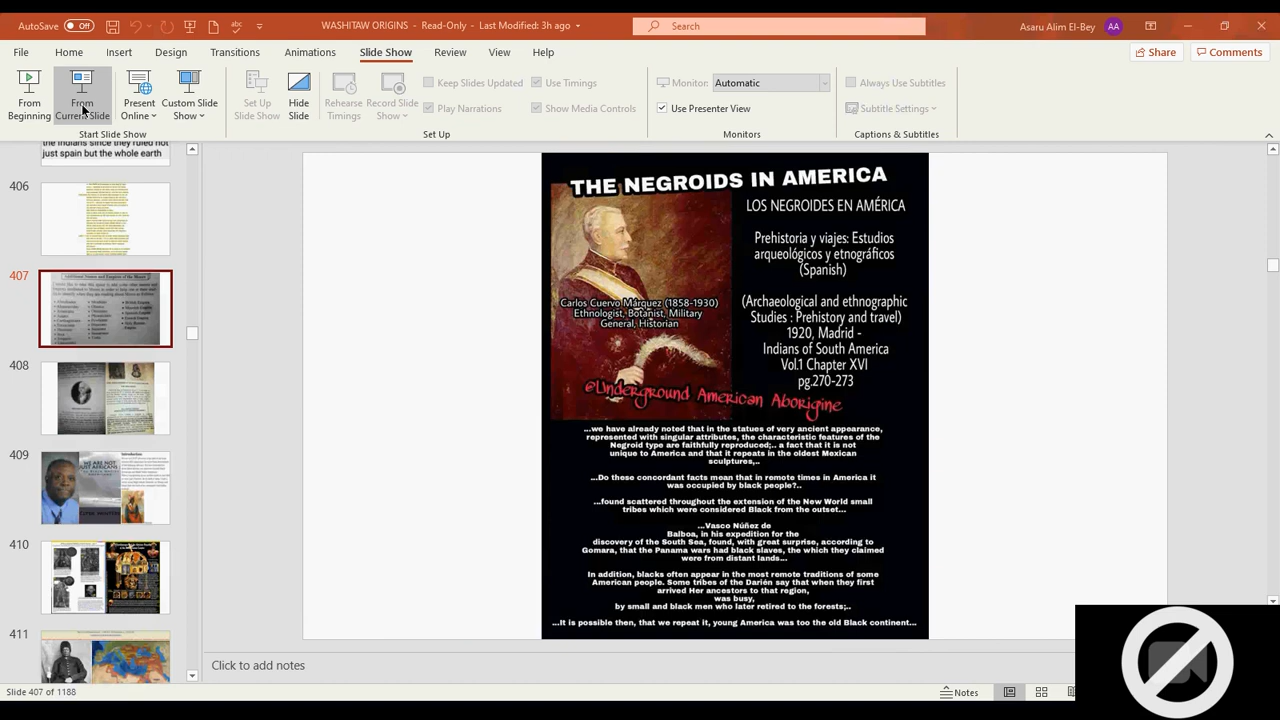 AutoSave
Off
WASHITAW ORIGINS - Read-Only - Last Modified: 3h ago
Search
Asaru Alim El-Bey
AA
File
Home
Insert
Design
Transitions
Animations
Slide Show
Review
View
Help
Share
Comments
From
Beginning
From
Current Slide
Present
Online
Custom Slide
Show
Start Slide Show
Set Up
Slide Show
Hide
Slide
Rehearse
Timings
Record Slide
Show
Keep Slides Updated
Play Narrations
Use Timings
Show Media Controls
Set Up
Monitor:
Automatic
Use Presenter View
Monitors
Always Use Subtitles
Subtitle Settings
Captions & Subtitles
the Indians since they ruled not
just spain but the whole earth
406
407
408
409
410
411
THE NEGROIDS IN AMERICA
LOS NEGROIDES EN AMÉRICA
Prehistoria y viajes: Estudios
arqueológicos y etnográficos
(Spanish)
(Archaeological and ethnographic
Studies : Prehistory and travel)
1920, Madrid -
Indians of South America
Vol.1 Chapter XVI
pg.270-273
Carlos Cuervo Márquez (1858-1930)
Ethnologist, Botanist, Military
General, Historian
@Underground American Aborigine
...we have already noted that in the statues of very ancient appearance,
represented with singular attributes, the characteristic features of the
Negroid type are faithfully reproduced;.. a fact that it is not
unique to America and that it repeats in the oldest Mexican
sculptures,..
...Do these concordant facts mean that in remote times in America it
was occupied by black people?..
...found scattered throughout the extension of the New World small
tribes which were considered Black from the outset...
...Vasco Núñez de
Balboa, in his expedition for the
discovery of the South Sea, found, with great surprise, according to
Gomara, that the Panama wars had black slaves, the which they claimed
were from distant lands...
In addition, blacks often appear in the most remote traditions of some
American people. Some tribes of the Darién say that when they first
arrived Her ancestors to that region,
was busy,
by small and black men who later retired to the forests;..
...It is possible then, that we repeat it, young America was too the old Black continent...
Click to add notes
Slide 407 of 1188
Notes